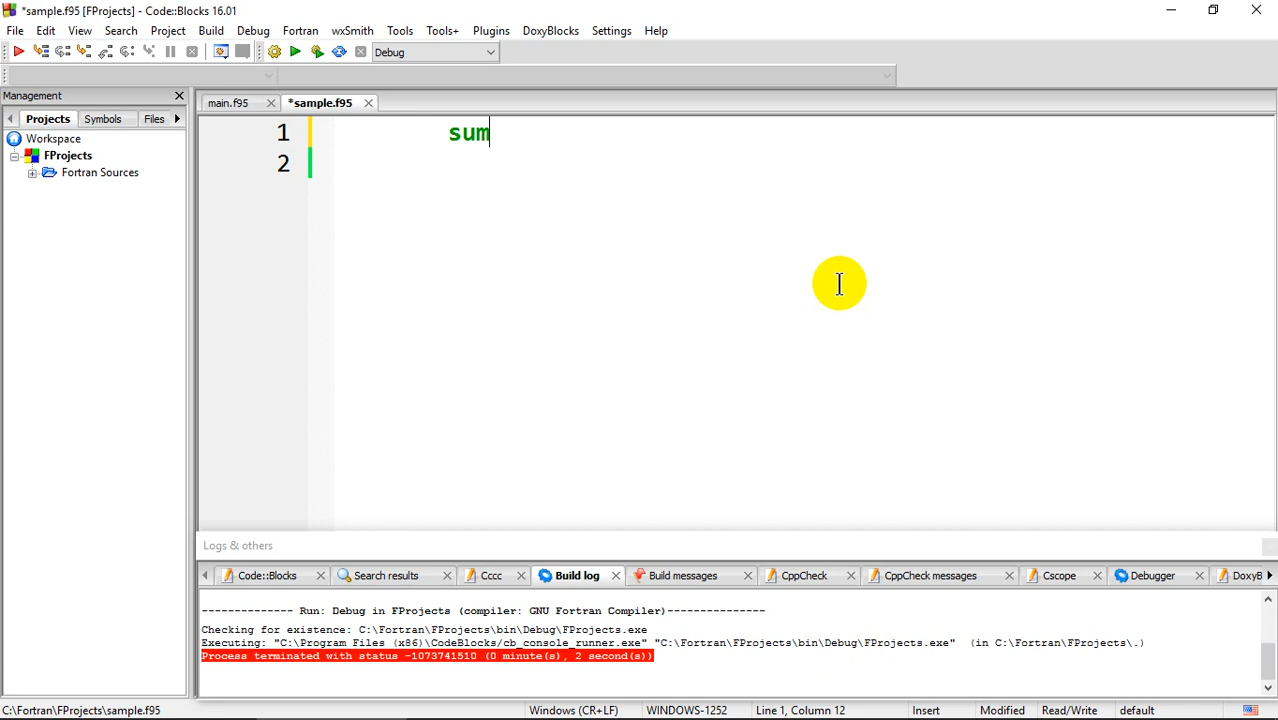 *sample.f95 [FProjects] - Code::Blocks 16.01
File Edit View Search Project Build Debug Fortran wxSmith Tools Tools+ Plugins DoxyBlocks Settings Help
Debug
Management
main.f95 *sample.f95
Projects Symbols Files
Workspace
FProjects
Fortran Sources
1 sum
2
Logs & others
Code::Blocks Search results Cccc Build log Build messages CppCheck CppCheck messages Cscope Debugger DoxyB
-------------- Run: Debug in FProjects (compiler: GNU Fortran Compiler)---------------
Checking for existence: C:\Fortran\FProjects\bin\Debug\FProjects.exe
Executing: "C:\Program Files (x86)\CodeBlocks/cb_console_runner.exe" "C:\Fortran\FProjects\bin\Debug\FProjects.exe"  (in C:\Fortran\FProjects\.)
Process terminated with status -1073741510 (0 minute(s), 2 second(s))
C:\Fortran\FProjects\sample.f95 Windows (CR+LF) WINDOWS-1252 Line 1, Column 12 Insert Modified Read/Write default